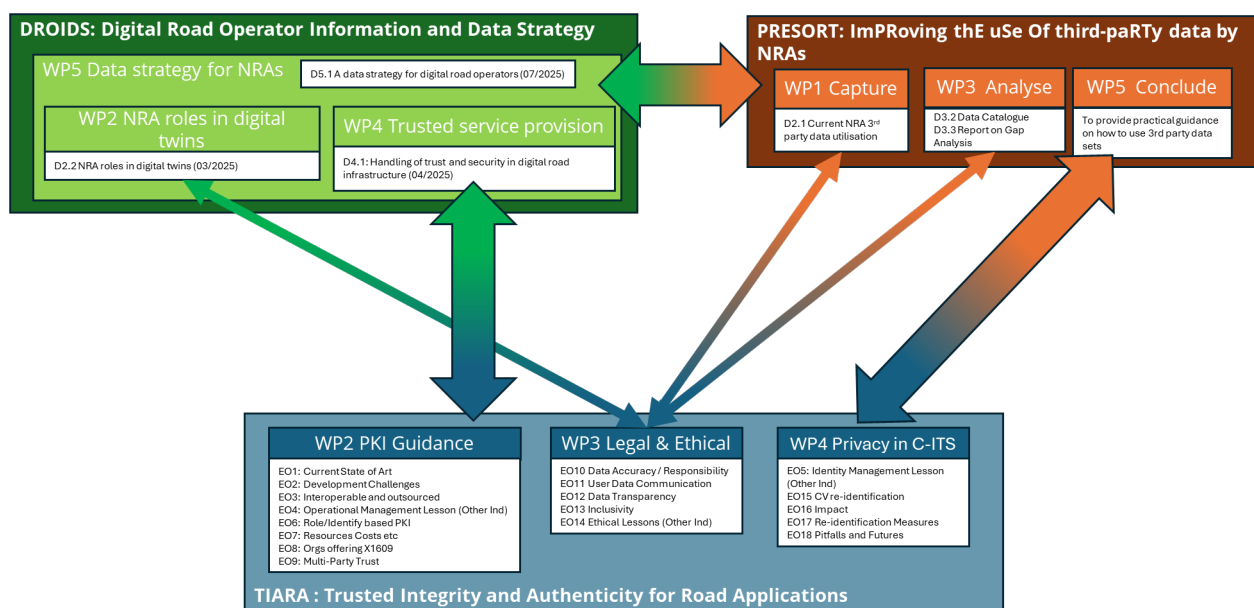 DROIDS: Digital Road Operator Information and Data Strategy
WP5 Data strategy for NRAs
D5.1 A data strategy for digital road operators (07/2025)
WP2 NRA roles in digital
twins
D2.2 NRA roles in digital twins (03/2025)
WP4 Trusted service provision
D4.1: Handling of trust and security in digital road
infrastructure (04/2025)
PRESORT: ImPRoving thE uSe Of third-paRTy data by
NRAs
WP1 Capture
D2.1 Current NRA 3rd
party data utilisation
WP3 Analyse
D3.2 Data Catalogue
D3.3 Report on Gap
Analysis
WP5 Conclude
To provide practical guidance
on how to use 3rd party data
sets
WP2 PKI Guidance
EO1: Current State of Art
EO2: Development Challenges
EO3: Interoperable and outsourced
EO4: Operational Management Lesson (Other Ind)
EO6: Role/Identify based PKI
EO7: Resources Costs etc
EO8: Orgs offering X1609
EO9: Multi-Party Trust
WP3 Legal & Ethical
EO10 Data Accuracy / Responsibility
EO11 User Data Communication
EO12 Data Transparency
EO13 Inclusivity
EO14 Ethical Lessons (Other Ind)
WP4 Privacy in C-ITS
EO5: Identity Management Lesson
(Other Ind)
EO15 CV re-identification
EO16 Impact
EO17 Re-identification Measures
EO18 Pitfalls and Futures
TIARA : Trusted Integrity and Authenticity for Road Applications